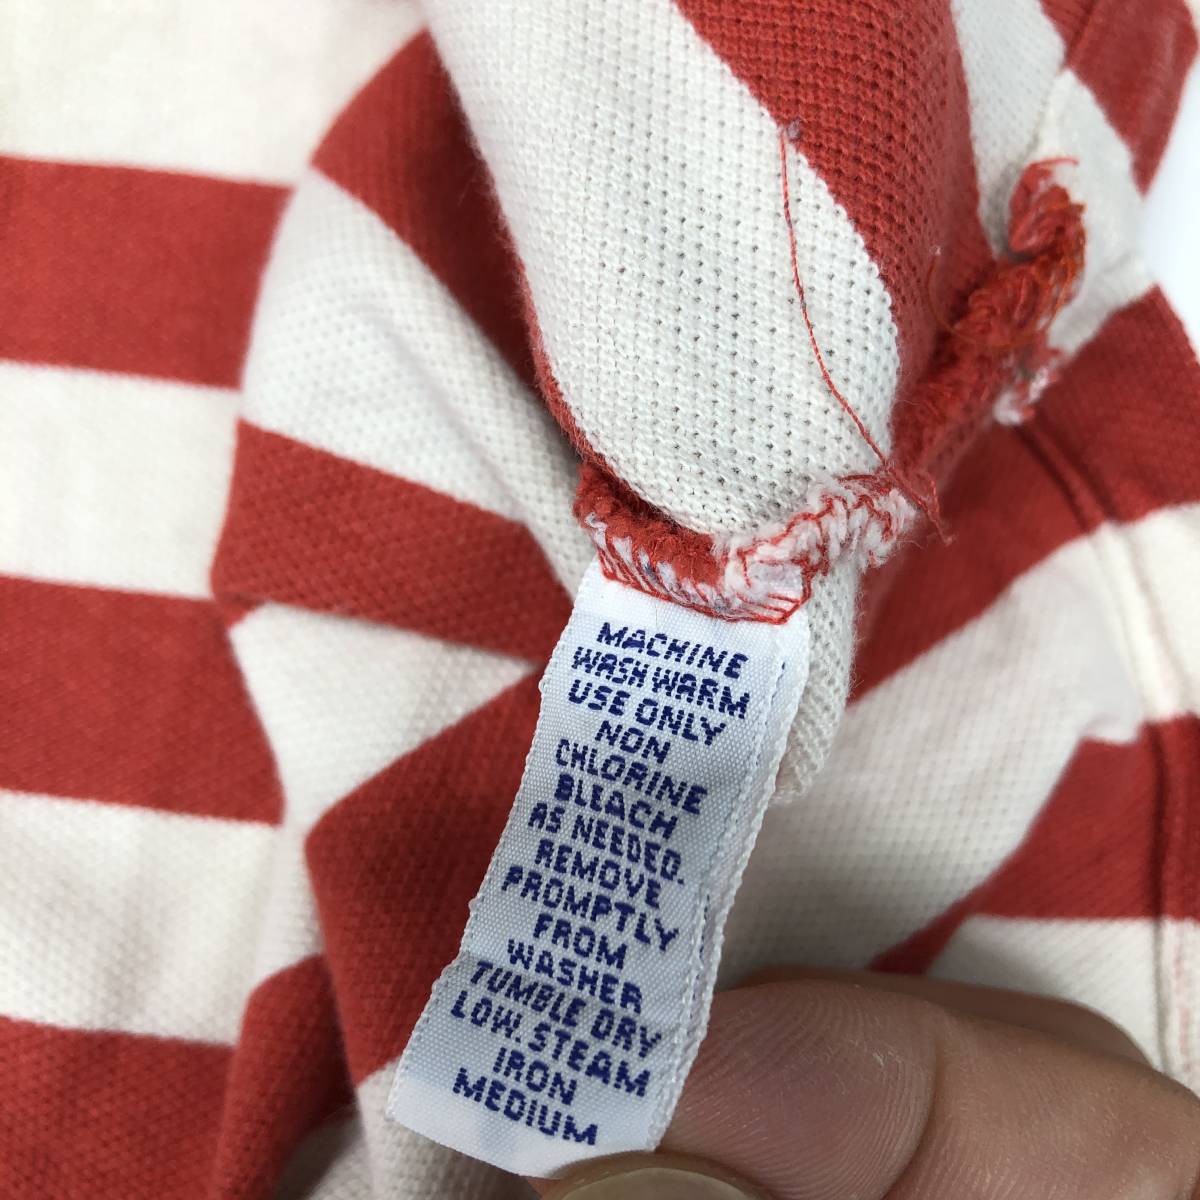 MACHINE
WASH WARM
USE ONLY
NON
CHLORINE
BLEACH
AS NEEDED.
REMOVE
PROMPTLY
FROM
WASHER
TUMBLE DRY
LOW. STEAM
IRON
MEDIUM